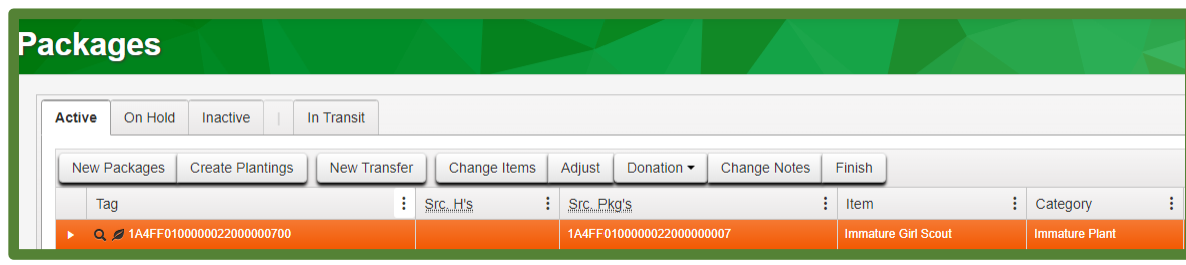 Packages
Active On Hold Inactive | In Transit
New Packages Create Plantings New Transfer Change Items Adjust Donation Change Notes Finish
Tag Src. H's Src. Pkg's Item Category
1A4FF0100000022000000700 1A4FF0100000022000000007 Immature Girl Scout Immature Plant